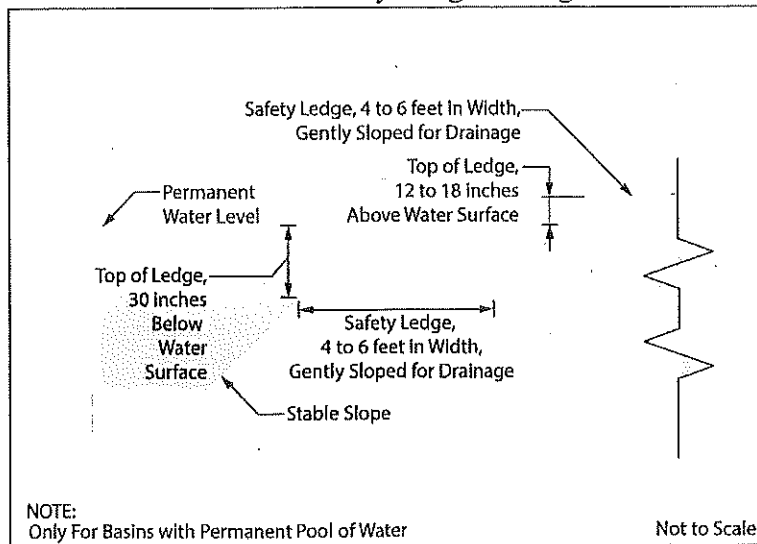 Safety Ledge, 4 to 6 feet in Width,
Gently Sloped for Drainage
Top of Ledge,
12 to 18 inches
Above Water Surface
Permanent
Water Level
Top of Ledge,
30 inches
Below
Water
Surface
Safety Ledge,
4 to 6 feet in Width,
Gently Sloped for Drainage
Stable Slope
NOTE:
Only For Basins with Permanent Pool of Water
Not to Scale